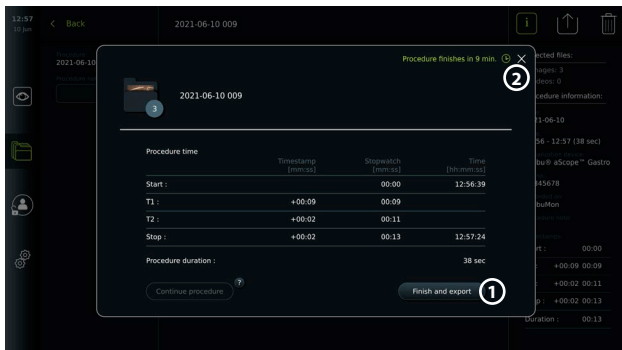 12:57
10 Jun
Back
2021-06-10 009
i
2021-06-10
Procedure finishes in 9 min.
2
3
2021-06-10 009
Procedure time
Timestamp
[mm:ss]
Stopwatch
[mm:ss]
Time
[hh:mm:ss]
Start : 00:00 12:56:39
T1 : +00:09 00:09
T2 : +00:02 00:11
Stop : +00:02 00:13 12:57:24
Procedure duration : 38 sec
Continue procedure
?
Finish and export
1
ected files:
mages: 3
deos: 0
cedure information:
21-06-10
56 - 12:57 (38 sec)
bu® aScope™ Gastro
345678
buMon
rt : 00:00
: +00:09 00:09
: +00:02 00:11
p : +00:02 00:13
Duration : 00:13